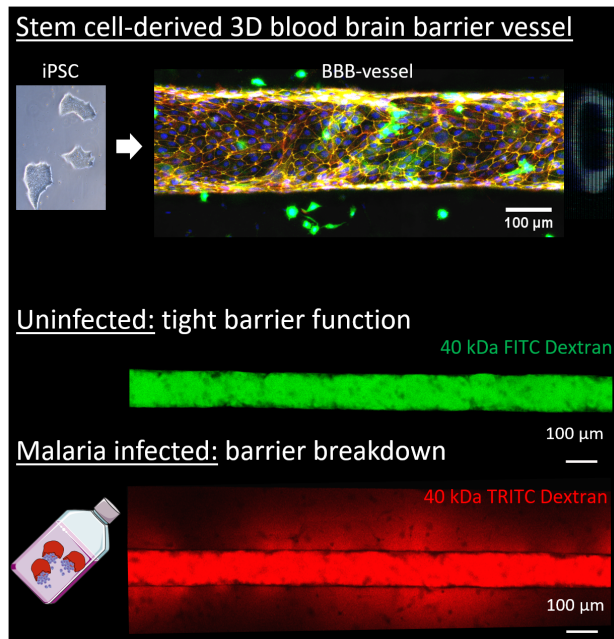 Stem cell-derived 3D blood brain barrier vessel
iPSC
BBB-vessel
100 µm
Uninfected: tight barrier function
40 kDa FITC Dextran
100 µm
Malaria infected: barrier breakdown
40 kDa TRITC Dextran
100 µm